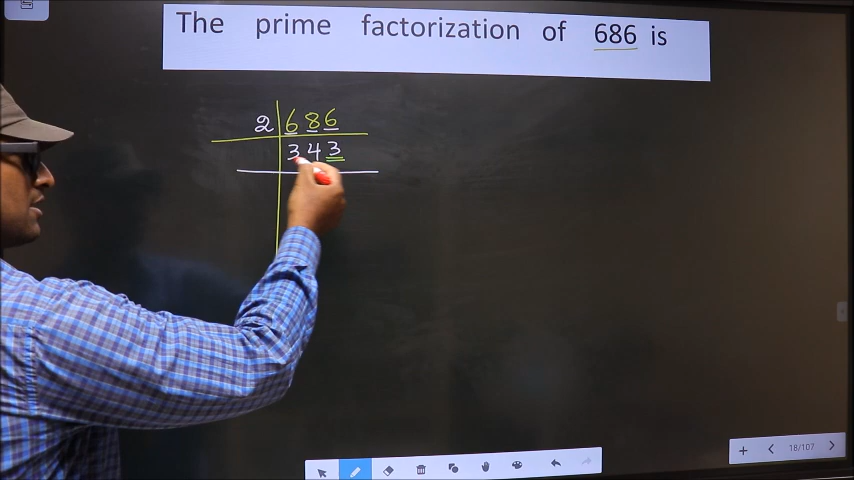 The prime factorization of 686 is
2 686
343
18/107